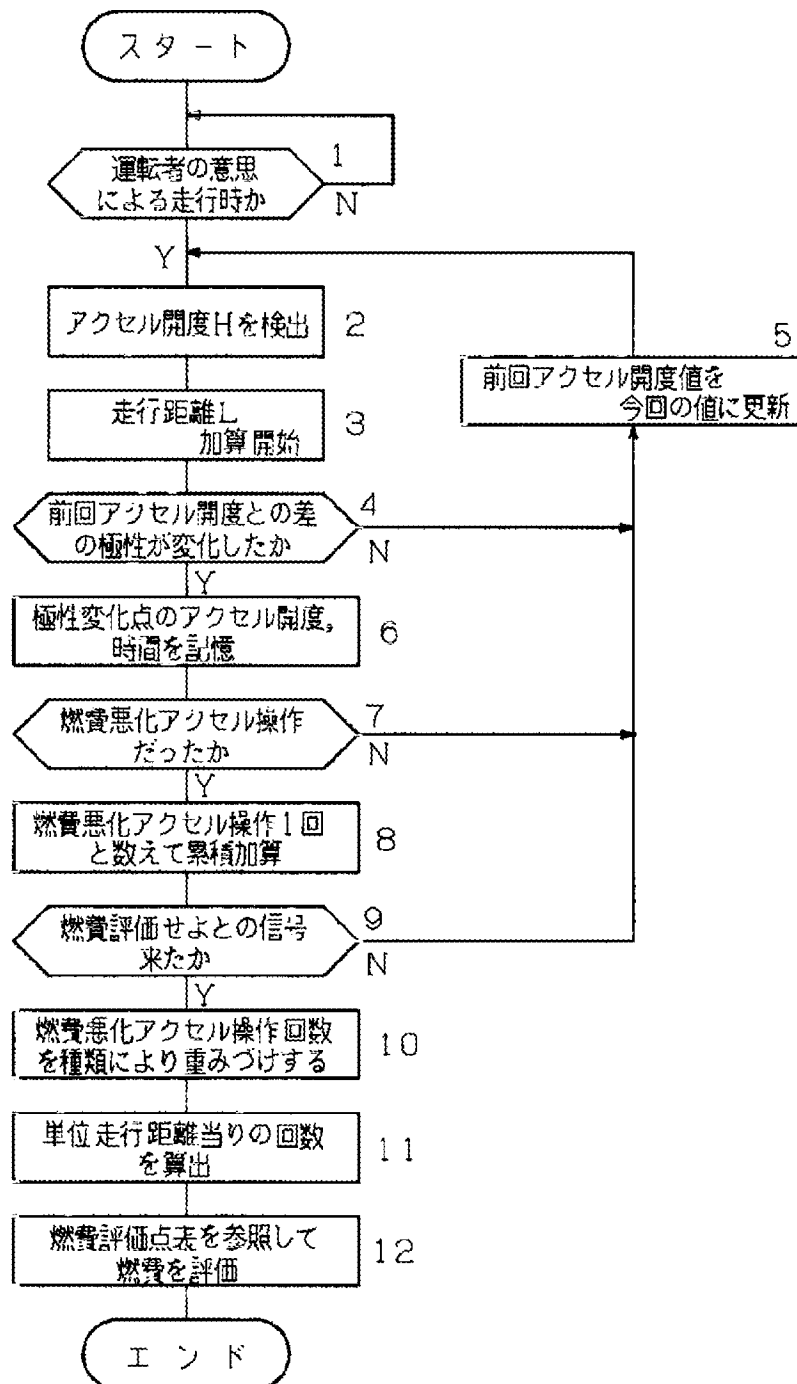 スタート
1
運転者の意思
による走行時か
N
Y
アクセル開度Hを検出
2
5
前回アクセル開度値を
今回の値に更新
走行距離L
加算開始
3
前回アクセル開度との差
の極性が変化したか
4
N
Y
極性変化点のアクセル開度,
時間を記憶
6
燃費悪化アクセル操作
だったか
7
N
Y
燃費悪化アクセル操作1回
と数えて累積加算
8
燃費評価せよとの信号
来たか
9
N
Y
燃費悪化アクセル操作回数
を種類により重みづけする
10
単位走行距離当りの回数
を算出
11
燃費評価点表を参照して
燃費を評価
12
エンド